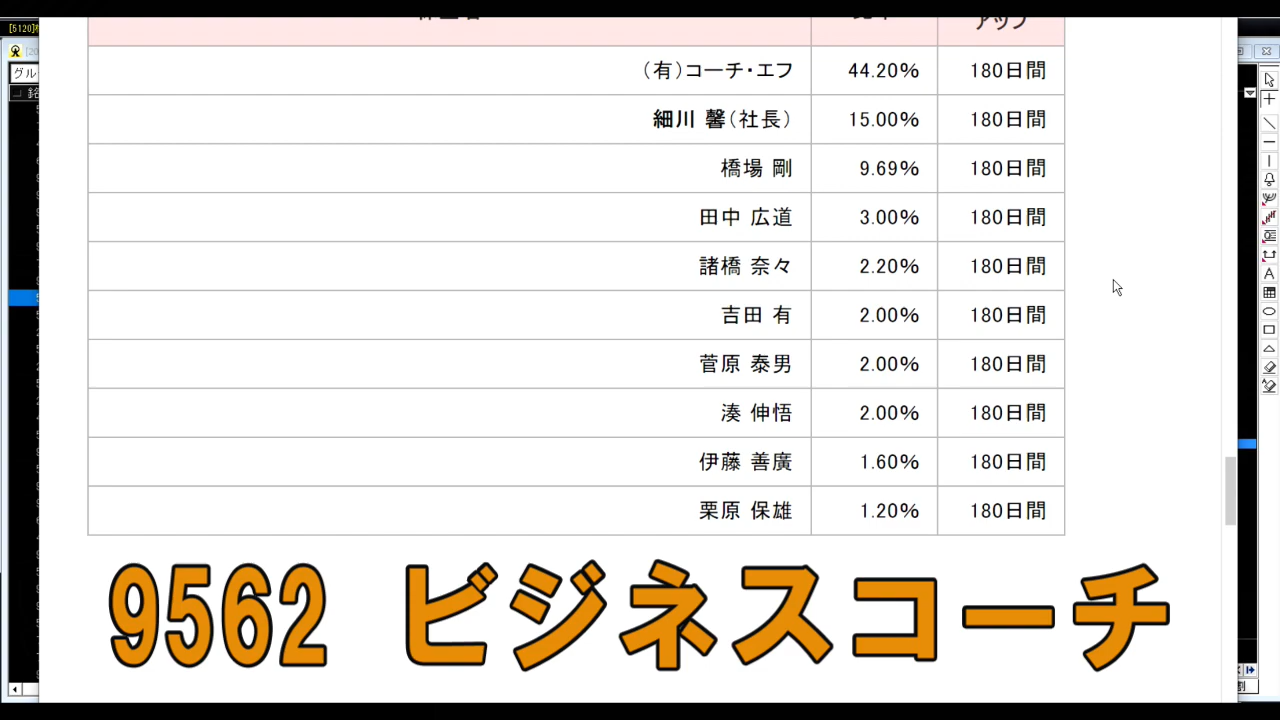 [5120]
アップ
(有)コーチ・エフ 44.20% 180日間
細川 馨(社長) 15.00% 180日間
橋場 剛 9.69% 180日間
田中 広道 3.00% 180日間
諸橋 奈々 2.20% 180日間
吉田 有 2.00% 180日間
菅原 泰男 2.00% 180日間
湊 伸悟 2.00% 180日間
伊藤 善廣 1.60% 180日間
栗原 保雄 1.20% 180日間
9562 ビジネスコーチ